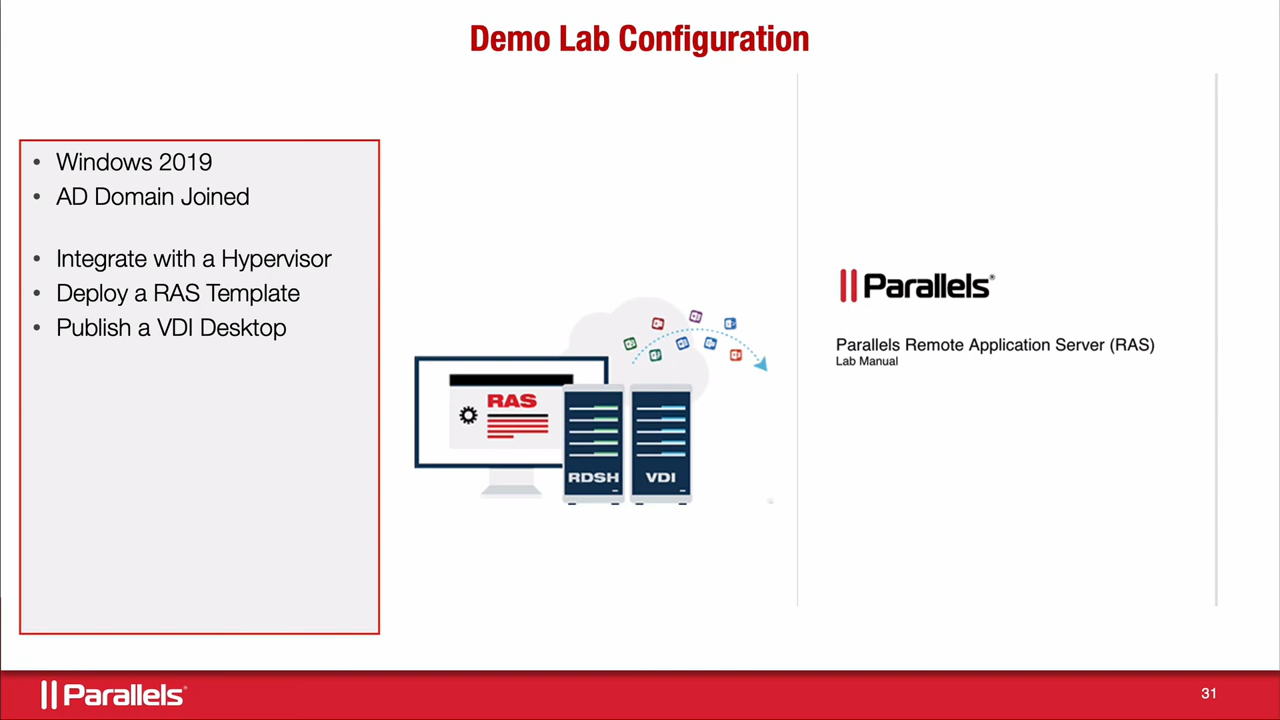 Demo Lab Configuration
• Windows 2019
• AD Domain Joined
• Integrate with a Hypervisor
• Deploy a RAS Template
• Publish a VDI Desktop
RAS
RDSH
VDI
Parallels®
Parallels Remote Application Server (RAS)
Lab Manual
Parallels®
31